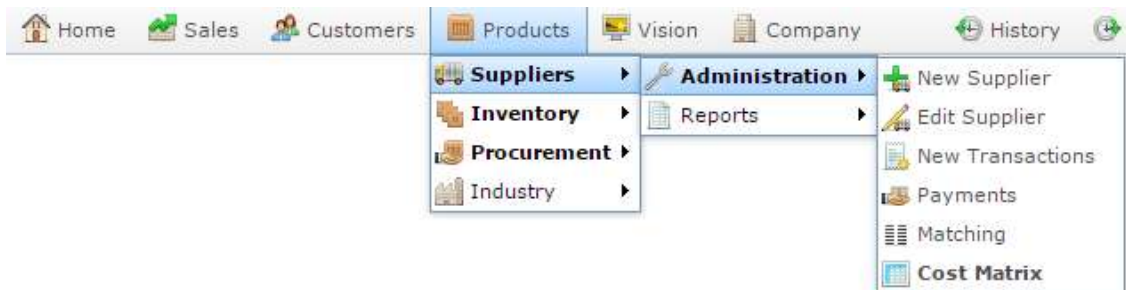 Home Sales Customers Products Vision Company History
Suppliers Administration New Supplier
Inventory Reports Edit Supplier
Procurement New Transactions
Industry Payments
Matching
Cost Matrix